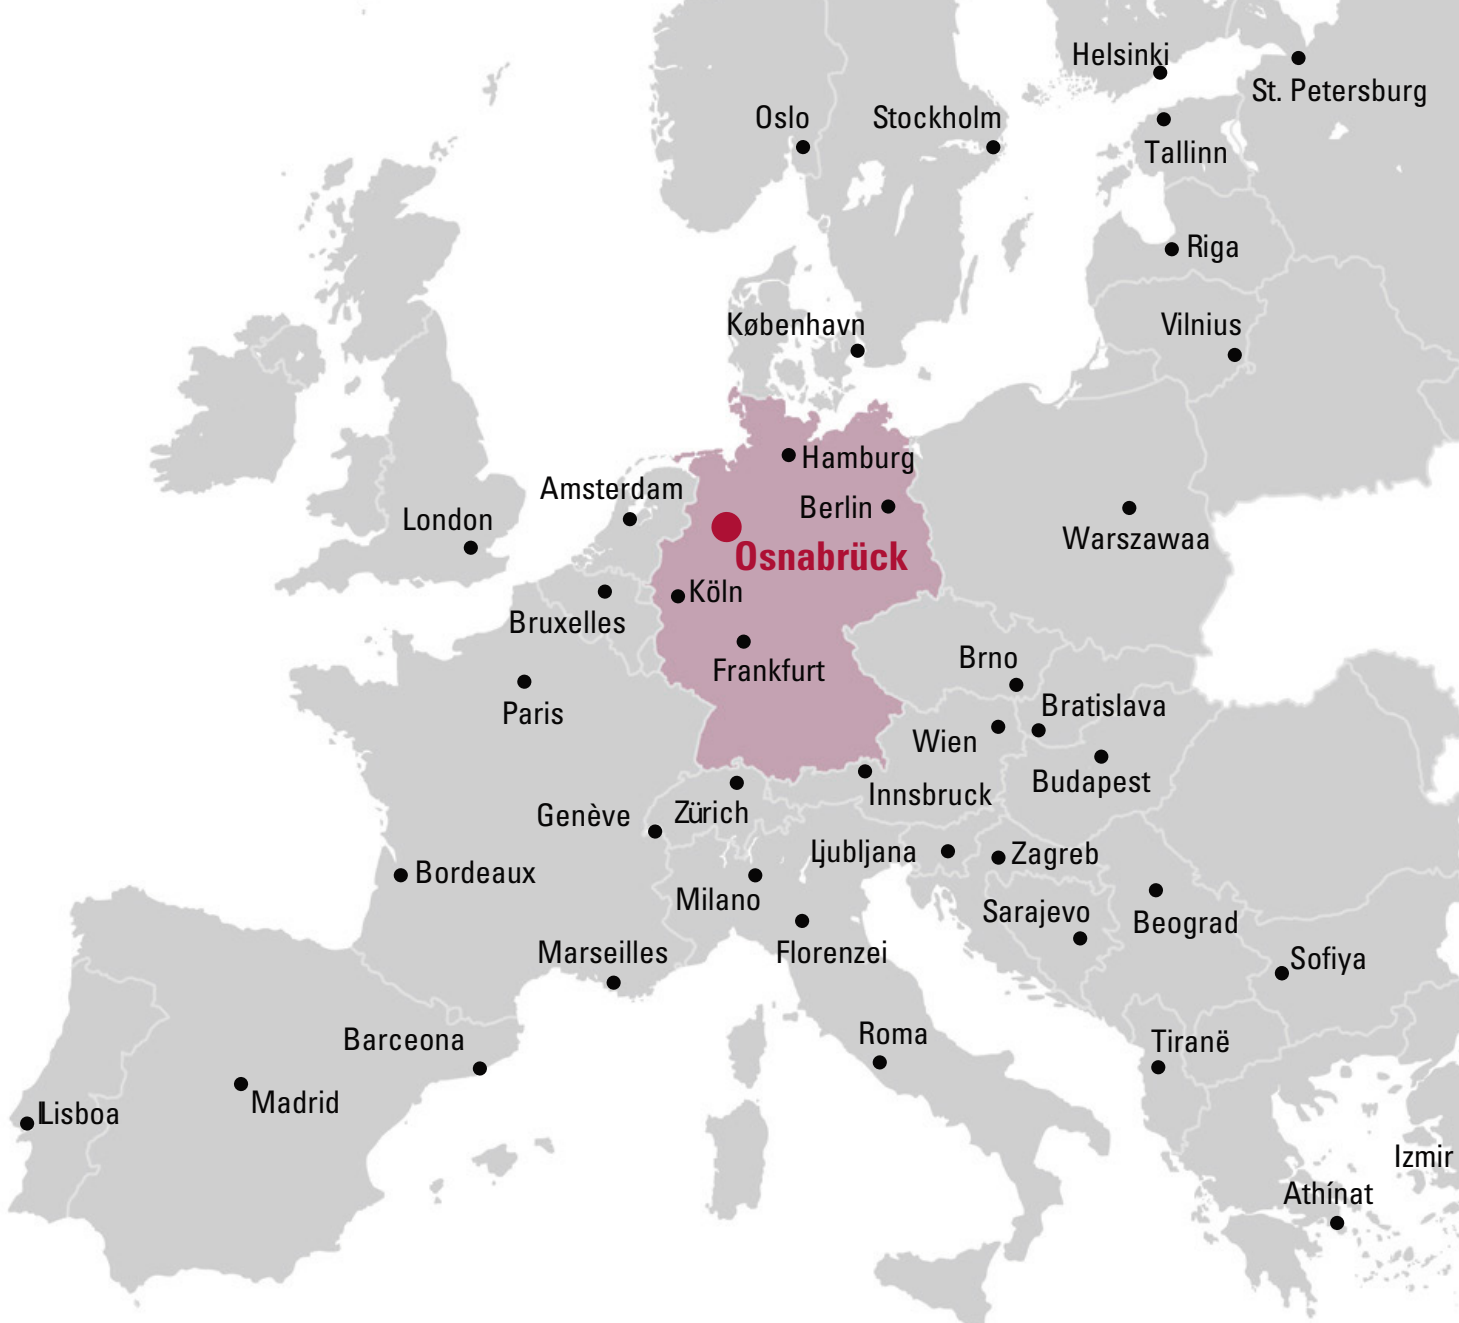 Helsinki
St. Petersburg
Oslo
Stockholm
Tallinn
Riga
København
Vilnius
Hamburg
Amsterdam
Berlin
London
Warszawaa
Osnabrück
Köln
Bruxelles
Frankfurt
Brno
Paris
Bratislava
Wien
Budapest
Innsbruck
Genève
Zürich
Ljubljana
Zagreb
Bordeaux
Milano
Sarajevo
Beograd
Marseilles
Florenzei
Sofiya
Roma
Barceona
Tiranë
Madrid
Lisboa
Izmir
Athínat